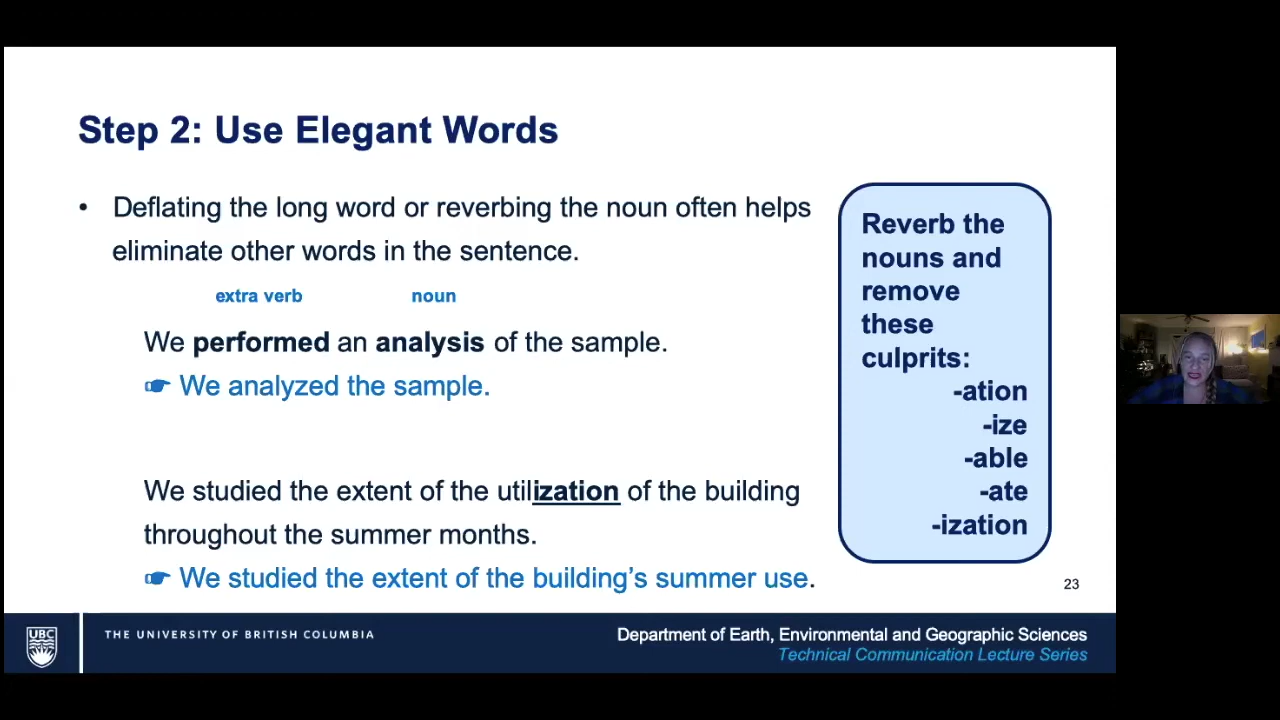 Step 2: Use Elegant Words
• Deflating the long word or reverbing the noun often helps
eliminate other words in the sentence.
extra verb noun
We performed an analysis of the sample.
☛ We analyzed the sample.
We studied the extent of the utilization of the building
throughout the summer months.
☛ We studied the extent of the building’s summer use.
Reverb the
nouns and
remove
these
culprits:
-ation
-ize
-able
-ate
-ization
23
UBC
THE UNIVERSITY OF BRITISH COLUMBIA
Department of Earth, Environmental and Geographic Sciences
Technical Communication Lecture Series